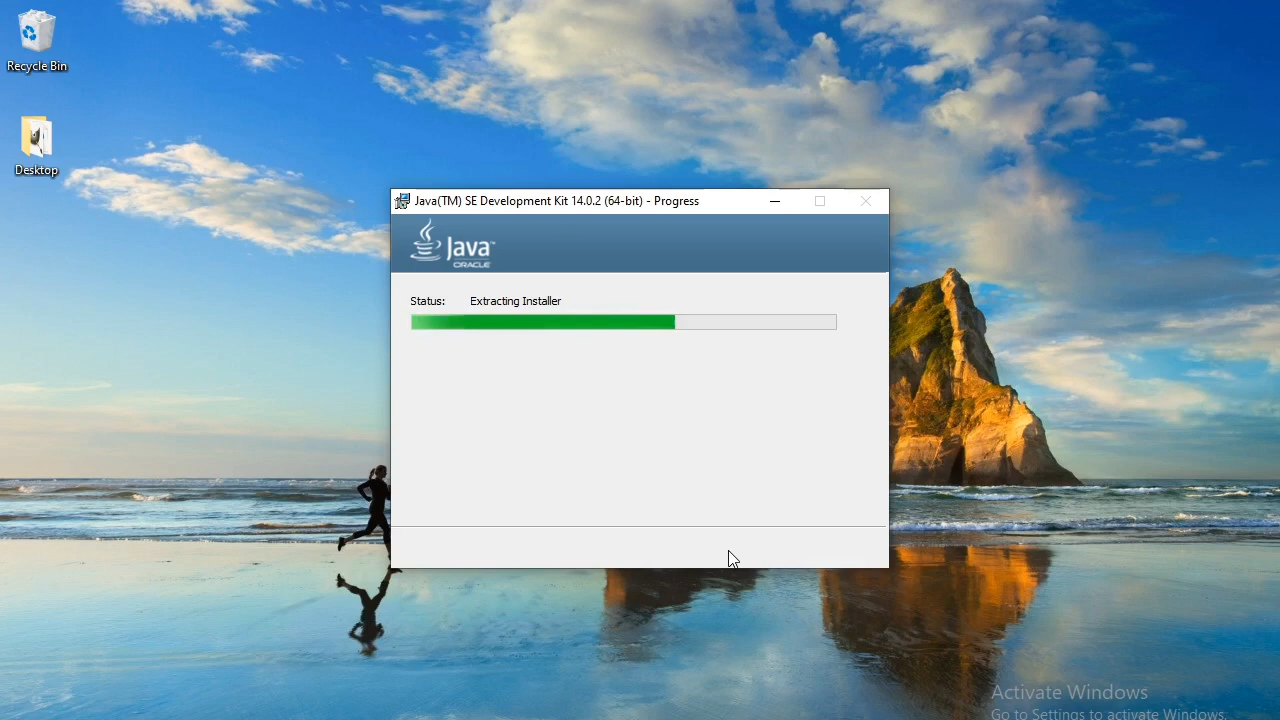 Recycle Bin
Desktop
Java(TM) SE Development Kit 14.0.2 (64-bit) - Progress
Java™
ORACLE
Status: Extracting Installer
Activate Windows
Go to Settings to activate Windows.